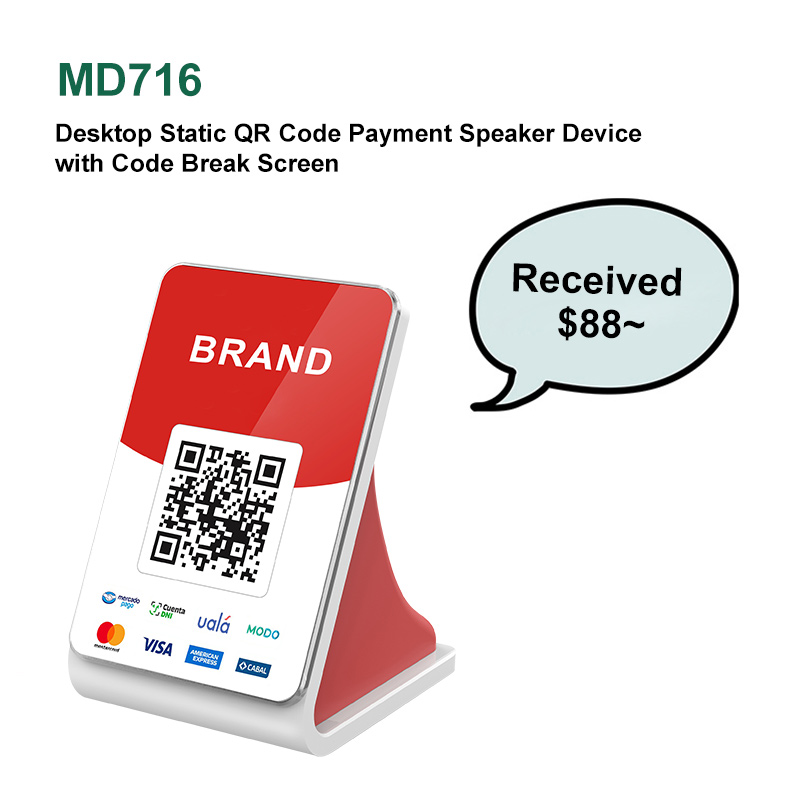 MD716
Desktop Static QR Code Payment Speaker Device
with Code Break Screen
Received
$88~
BRAND
mercado
pago
Cuenta
DNI
ualá
MODO
mastercard
VISA
AMERICAN
EXPRESS
CABAL